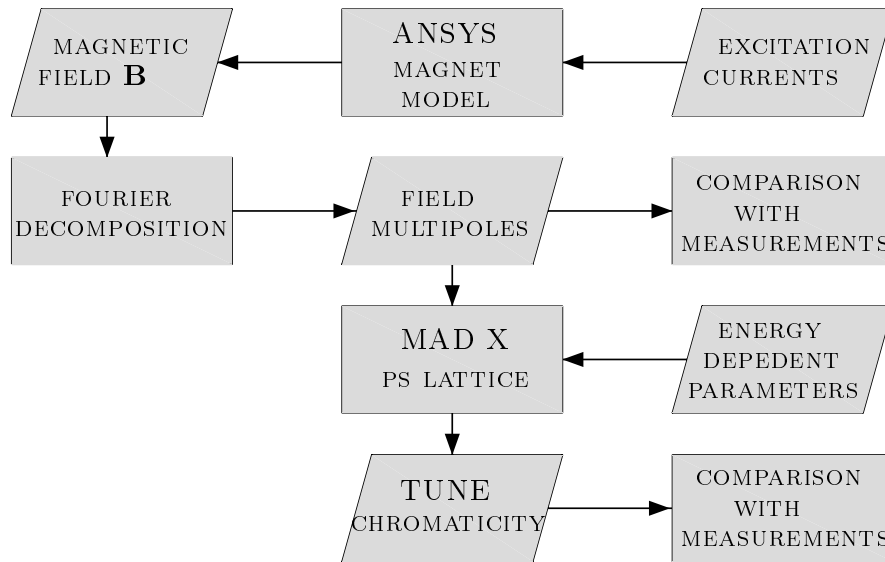 MAGNETIC
FIELD B
ANSYS
MAGNET
MODEL
EXCITATION
CURRENTS
FOURIER
DECOMPOSITION
FIELD
MULTIPOLES
COMPARISON
WITH
MEASUREMENTS
MAD X
PS LATTICE
ENERGY
DEPEDENT
PARAMETERS
TUNE
CHROMATICITY
COMPARISON
WITH
MEASUREMENTS